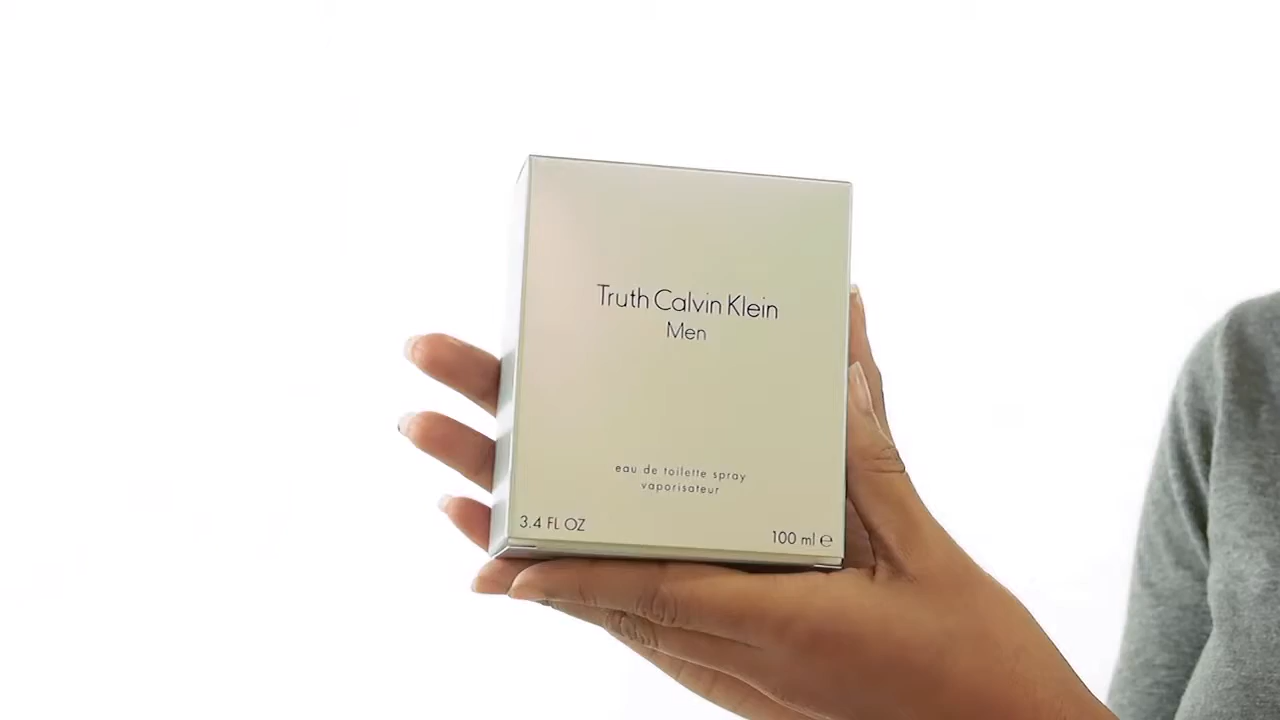 Truth Calvin Klein
Men
eau de toilette spray
vaporisateur
3.4 FL OZ
100 ml ℮